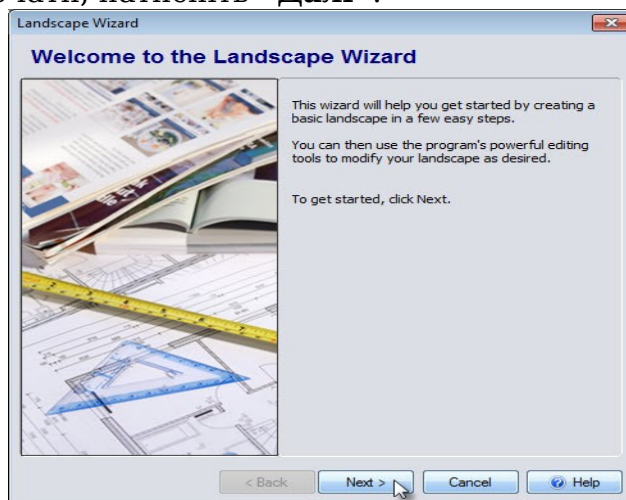 натисніть "Далі".
Landscape Wizard
Welcome to the Landscape Wizard
This wizard will help you get started by creating a
basic landscape in a few easy steps.
You can then use the program's powerful editing
tools to modify your landscape as desired.
To get started, click Next.
< Back
Next >
Cancel
Help